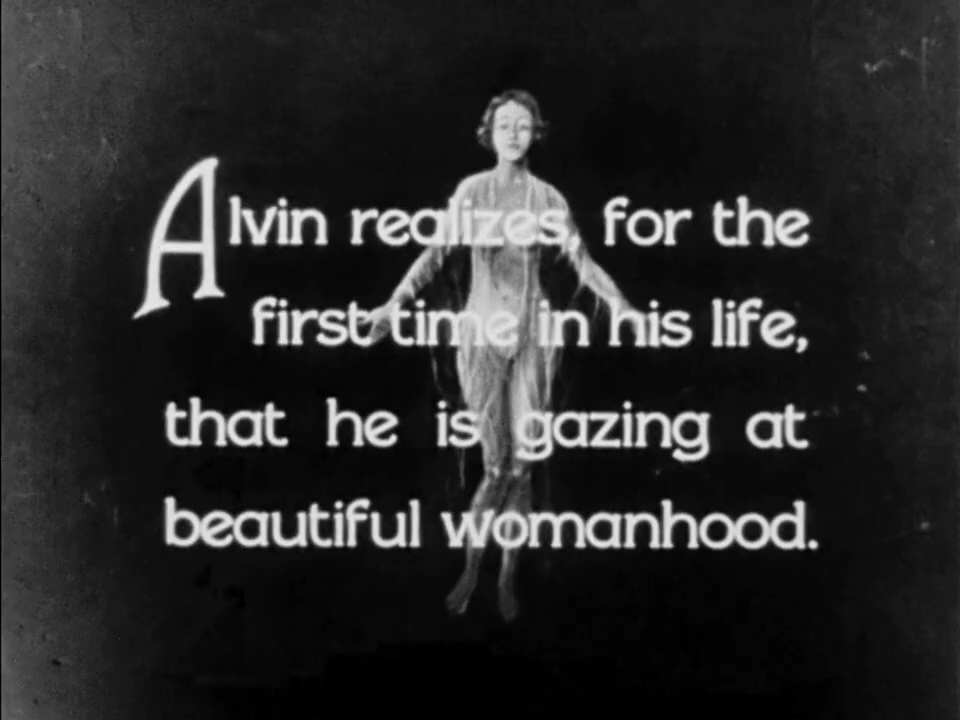 Alvin realizes for the
first time in his life,
that he is gazing at
beautiful womanhood.